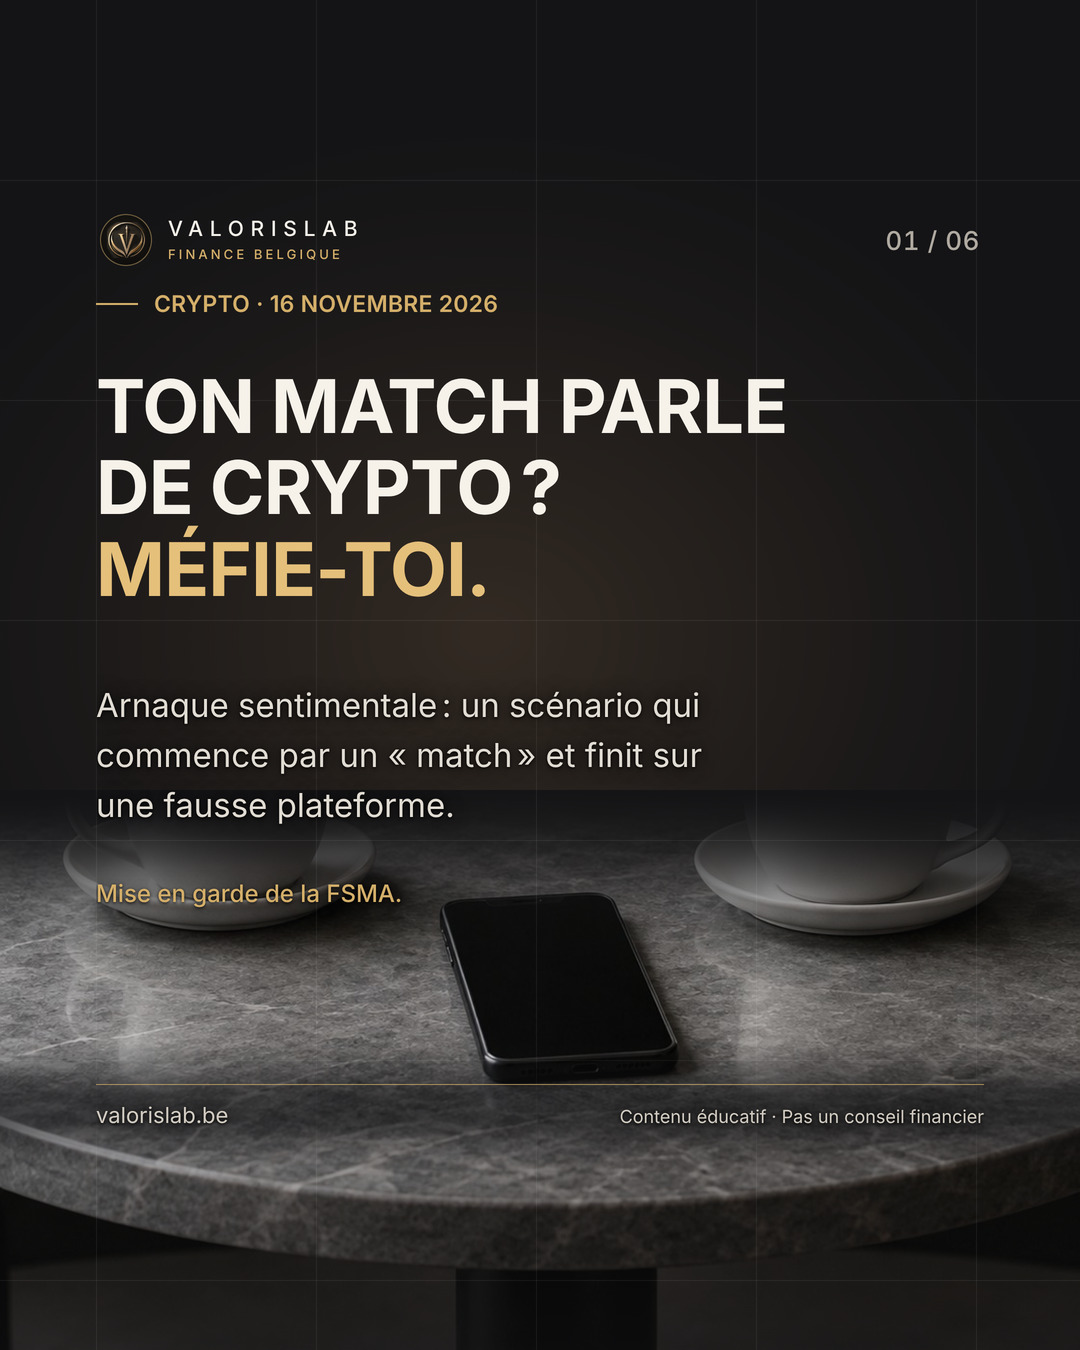 VALORISLAB
FINANCE BELGIQUE
01 / 06
CRYPTO · 16 NOVEMBRE 2026
TON MATCH PARLE
DE CRYPTO ?
MÉFIE-TOI.
Arnaque sentimentale : un scénario qui
commence par un « match » et finit sur
une fausse plateforme.
Mise en garde de la FSMA.
valorislab.be
Contenu éducatif · Pas un conseil financier